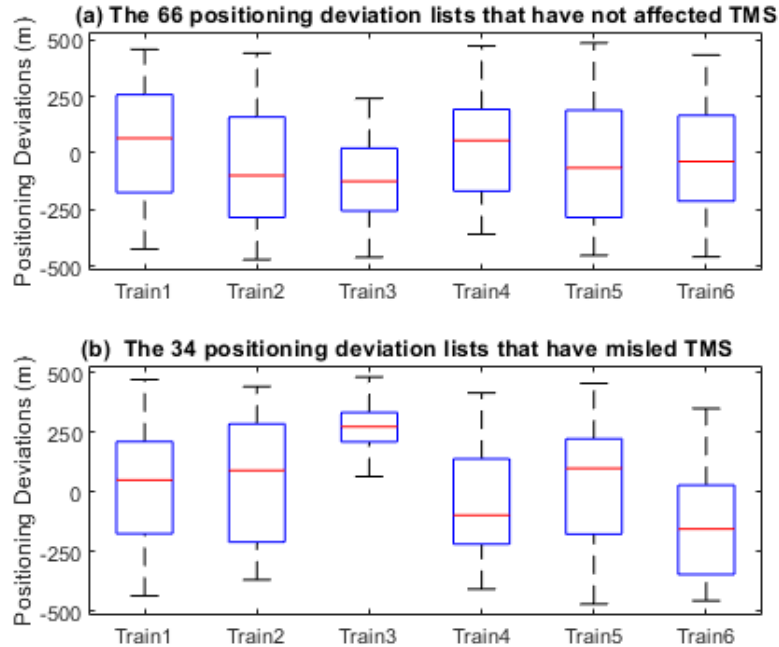 (a) The 66 positioning deviation lists that have not affected TMS
Positioning Deviations (m)
500
250
0
-250
-500
Train1 Train2 Train3 Train4 Train5 Train6
(b) The 34 positioning deviation lists that have misled TMS
Positioning Deviations (m)
500
250
0
-250
-500
Train1 Train2 Train3 Train4 Train5 Train6